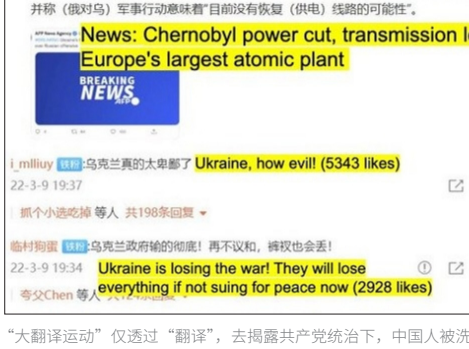 并称（俄对乌）军事行动意味着“目前没有恢复（供电）线路的可能性”。
AFP News Agency
News: Chernobyl power cut, transmission l
Europe's largest atomic plant
BREAKING
NEWS
AFP
i_mlliuy 铁粉:乌克兰真的太卑鄙了 Ukraine, how evil! (5343 likes)
22-3-9 19:37
抓个小选吃掉 等人 共198条回复
临村狗蛋 铁粉:乌克兰政府输的彻底！再不议和，裤衩也会丢！
22-3-9 19:34 Ukraine is losing the war! They will lose
everything if not suing for peace now (2928 likes)
夸父Chen 等人
“大翻译运动”仅透过“翻译”，去揭露共产党统治下，中国人被洗